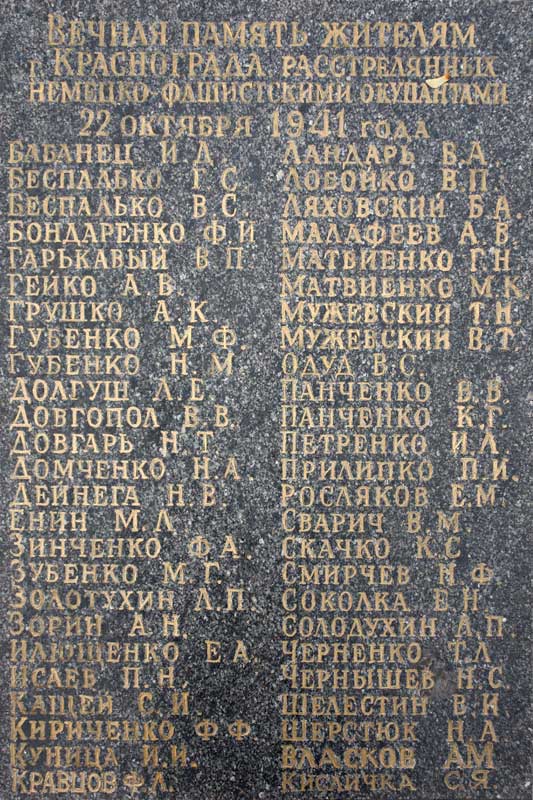 Вечная память жителям
г. Краснограда расстрелянных
немецко-фашистскими окупантами
22 октября 1941 года
Бабанец И.Д.
Беспалько Г.С.
Беспалько В.С.
Бондаренко Ф.И
Гарькавый В.П.
Гейко А.В.
Грушко А.К.
Губенко М.Ф.
Губенко Н.М
Долгуш Л.Е
Довгопол В.В.
Довгарь Н.Т
Домченко Н.А.
Дейнега Н.В.
Енин М.Л
Зинченко Ф.А.
Зубенко М.Г.
Золотухин Л.П.
Зорин А.Н.
Илющенко Е.А.
Исаев П.Н
Кащей С.И
Кириченко Ф.Ф
Куница И.И.
Кравцов Ф.Л.
Ландарь В.А.
Лобойко В.П.
Ляховский Б.А.
Малафеев А.В.
Матвиенко Г.Н
Матвиенко М.К
Мужевский Т.Н
Мужевский В.Т
Одуд В.С.
Панченко В.В.
Панченко К.Г.
Петренко И.Л
Прилипко П.И.
Росляков Е.М
Сварич В.М.
Скачко К.С
Смирчев Н.Ф.
Соколка Е.Н
Сололухин А.П.
Черненко Т.Л
Чернышев Н.С.
Шелестин В.И
Шерстюк Н.А
Власков А М
Кисличка С.Я.